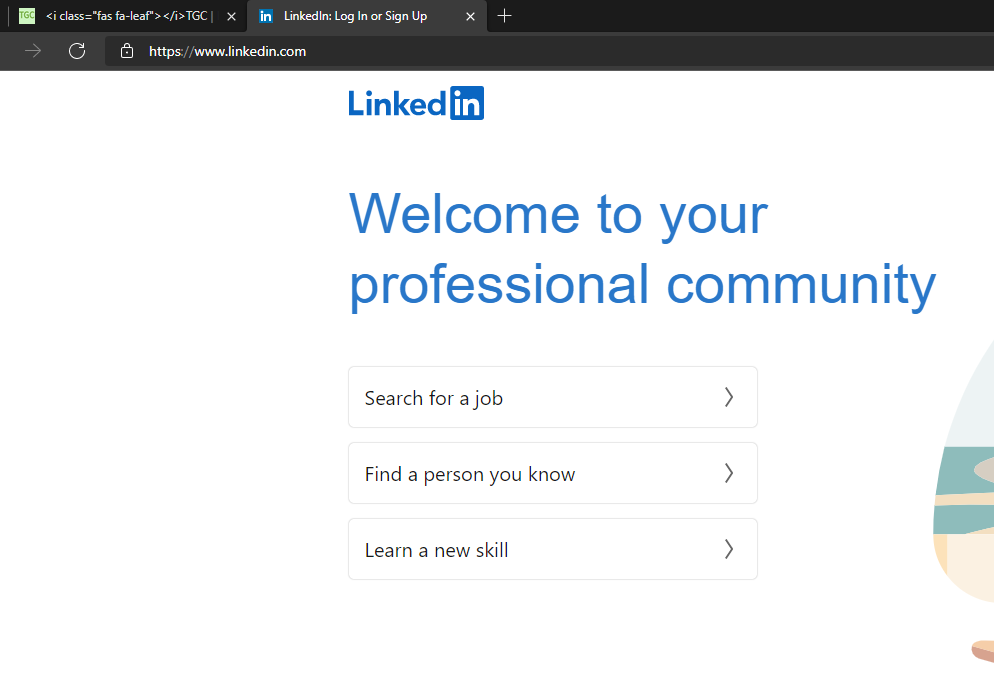 TGC <i class="fas fa-leaf"></i>TGC |
in LinkedIn: Log In or Sign Up
https://www.linkedin.com
Linkedin
Welcome to your
professional community
Search for a job
Find a person you know
Learn a new skill